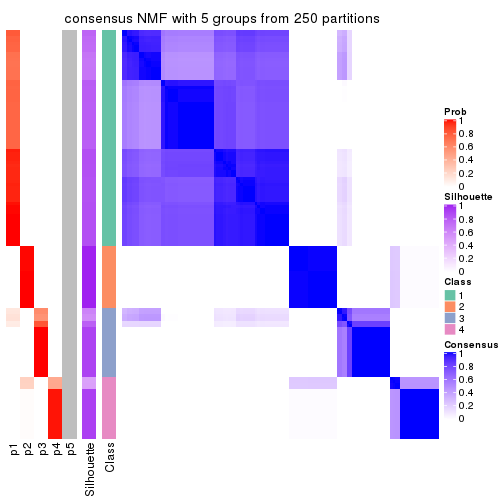 consensus NMF with 5 groups from 250 partitions
Prob
1
0.8
0.6
0.4
0.2
0
Silhouette
1
0.8
0.6
0.4
0.2
0
Class
1
2
3
4
Consensus
1
0.8
0.6
0.4
0.2
0
p1
p2
p3
p4
p5
Silhouette
Class